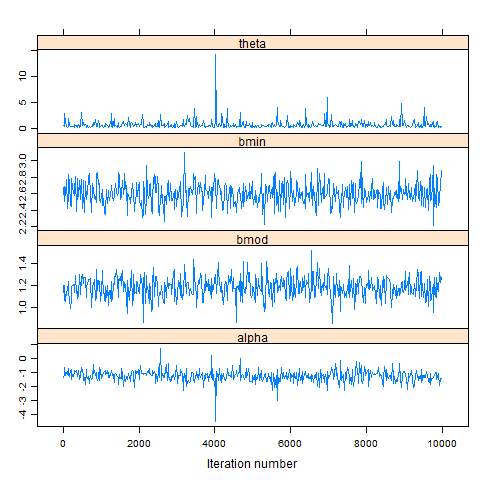 theta
0 5 10
bmin
2.2 2.4 2.6 2.8 3.0
bmod
1.0 1.2 1.4
alpha
-4 -3 -2 -1 0
0 2000 4000 6000 8000 10000
Iteration number